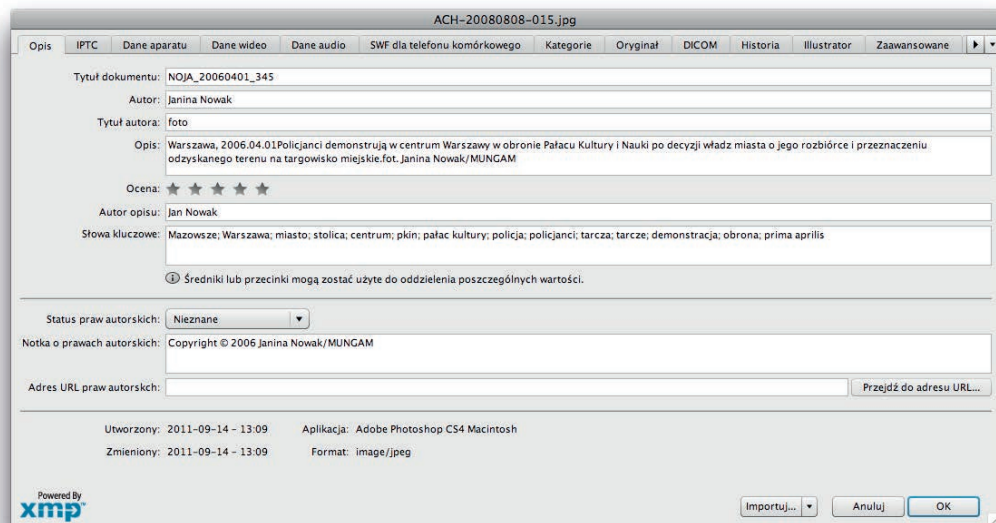 ACH-20080808-015.jpg
Opis IPTC Dane aparatu Dane wideo Dane audio SWF dla telefonu komórkowego Kategorie Oryginał DICOM Historia Illustrator Zaawansowane
Tytuł dokumentu: NOJA_20060401_345
Autor: Janina Nowak
Tytuł autora: foto
Opis: Warszawa, 2006.04.01Policjanci demonstrują w centrum Warszawy w obronie Pałacu Kultury i Nauki po decyzji władz miasta o jego rozbiórce i przeznaczeniu
odzyskanego terenu na targowisko miejskie.fot. Janina Nowak/MUNGAM
Ocena:
Autor opisu: Jan Nowak
Słowa kluczowe: Mazowsze; Warszawa; miasto; stolica; centrum; pkin; pałac kultury; policja; policjanci; tarcza; tarcze; demonstracja; obrona; prima aprilis
Średniki lub przecinki mogą zostać użyte do oddzielenia poszczególnych wartości.
Status praw autorskich: Nieznane
Notka o prawach autorskich: Copyright © 2006 Janina Nowak/MUNGAM
Adres URL praw autorskch: Przejdź do adresu URL...
Utworzony: 2011-09-14 - 13:09 Aplikacja: Adobe Photoshop CS4 Macintosh
Zmieniony: 2011-09-14 - 13:09 Format: image/jpeg
Powered By
xmp™
Importuj... Anuluj OK